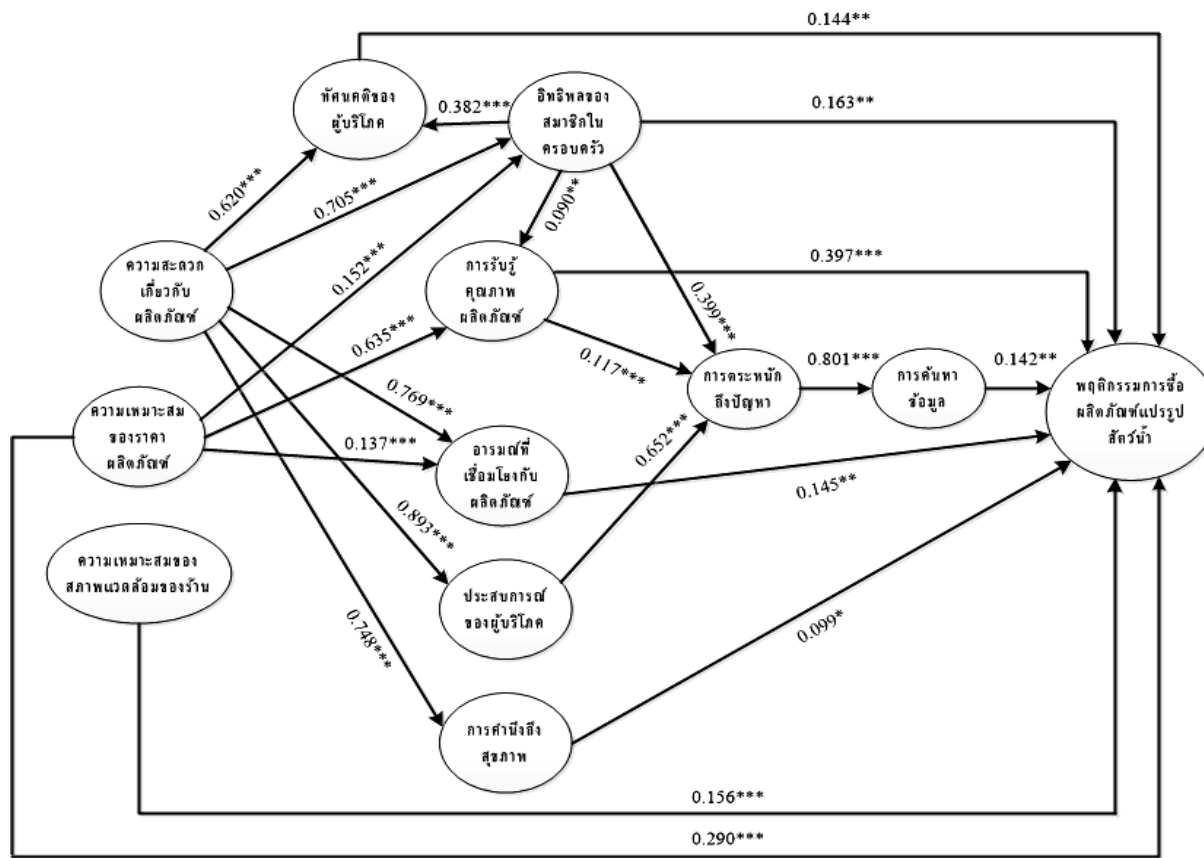 0.144**
ทัศนคติของ
ผู้บริโภค
0.382***
อิทธิพลของ
สมาชิกใน
ครอบครัว
0.163**
0.620***
0.705***
0.090**
0.152***
ความสะดวก
เกี่ยวกับ
ผลิตภัณฑ์
การรับรู้
คุณภาพ
ผลิตภัณฑ์
0.397***
0.399***
0.635***
0.117***
0.769***
การตระหนัก
ถึงปัญหา
0.801***
การค้นหา
ข้อมูล
0.142**
พฤติกรรมการซื้อ
ผลิตภัณฑ์แปรรูป
สัตว์น้ำ
ความเหมาะสม
ของราคา
ผลิตภัณฑ์
0.137***
อารมณ์ที่
เชื่อมโยงกับ
ผลิตภัณฑ์
0.652***
0.145**
0.893***
ความเหมาะสมของ
สภาพแวดล้อมของร้าน
ประสบการณ์
ของผู้บริโภค
0.748***
0.099*
การคำนึงถึง
สุขภาพ
0.156***
0.290***